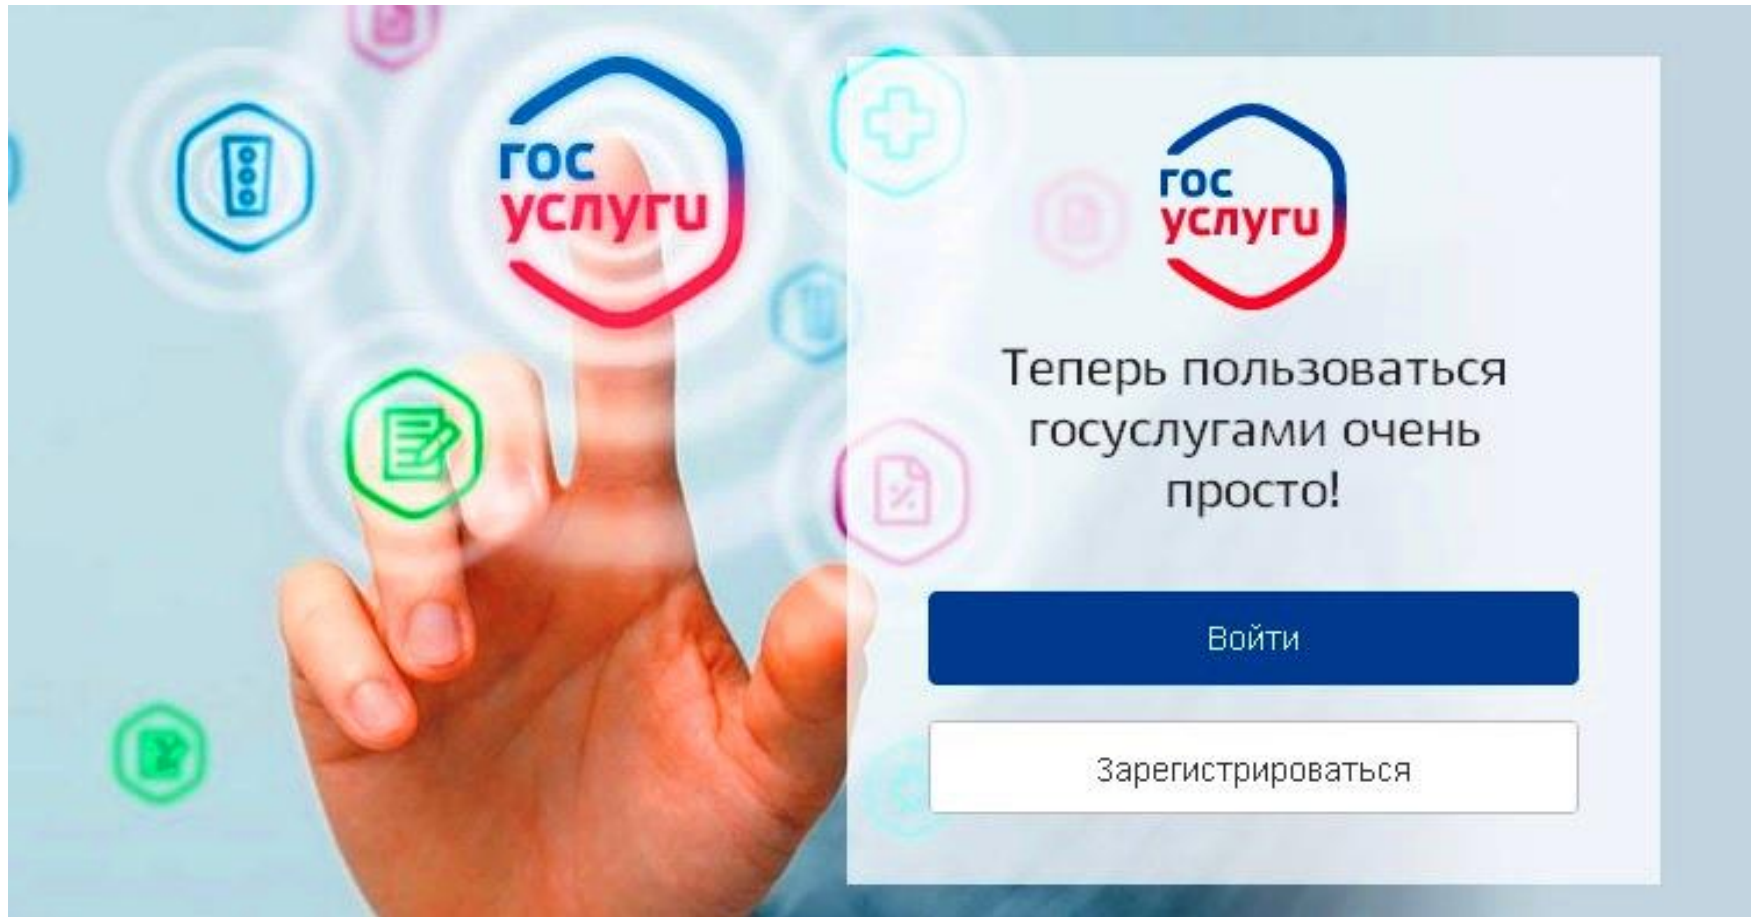 гос
услуги
гос
услуги
Теперь пользоваться
госуслугами очень
просто!
Войти
Зарегистрироваться